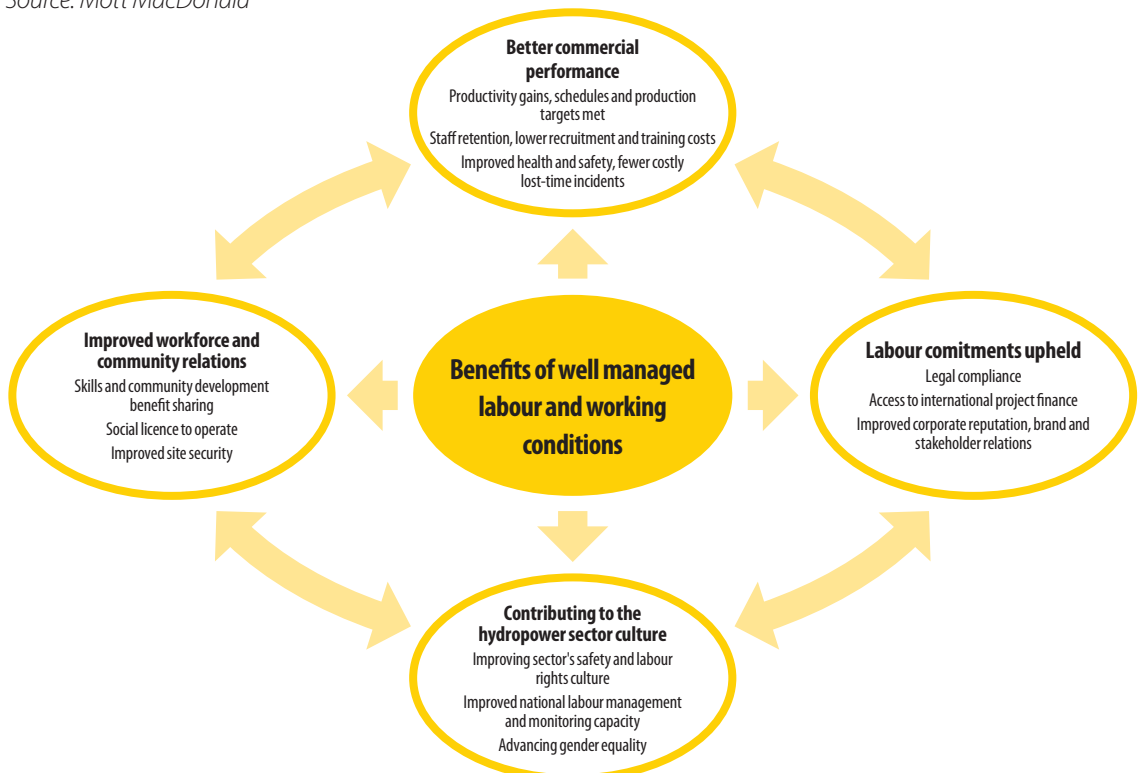 Source: Mott MacDonald
Better commercial
performance
Productivity gains, schedules and production
targets met
Staff retention, lower recruitment and training costs
Improved health and safety, fewer costly
lost-time incidents
Improved workforce and
community relations
Skills and community development
benefit sharing
Social licence to operate
Improved site security
Benefits of well managed
labour and working
conditions
Labour comitments upheld
Legal compliance
Access to international project finance
Improved corporate reputation, brand and
stakeholder relations
Contributing to the
hydropower sector culture
Improving sector's safety and labour
rights culture
Improved national labour management
and monitoring capacity
Advancing gender equality